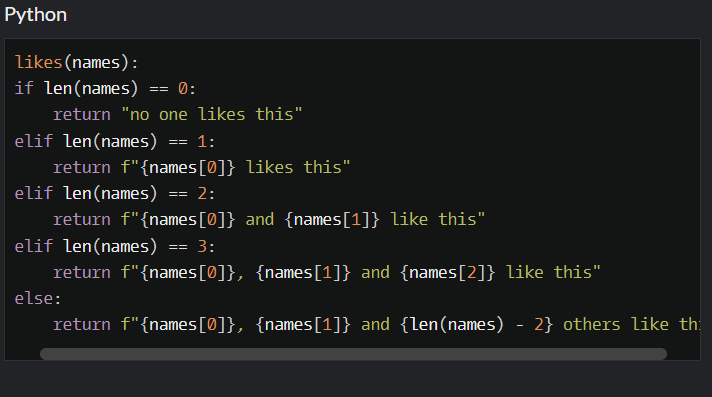 Python
likes(names):
if len(names) == 0:
    return "no one likes this"
elif len(names) == 1:
    return f"{names[0]} likes this"
elif len(names) == 2:
    return f"{names[0]} and {names[1]} like this"
elif len(names) == 3:
    return f"{names[0]}, {names[1]} and {names[2]} like this"
else:
    return f"{names[0]}, {names[1]} and {len(names) - 2} others like